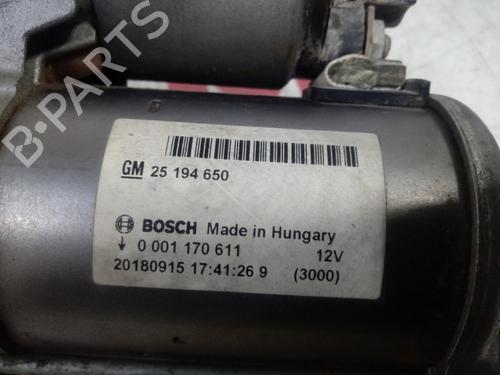 B-PARTS
GM 25 194 650
BOSCH Made in Hungary
0 001 170 611 12V
20180915 17:41:26 9 (3000)